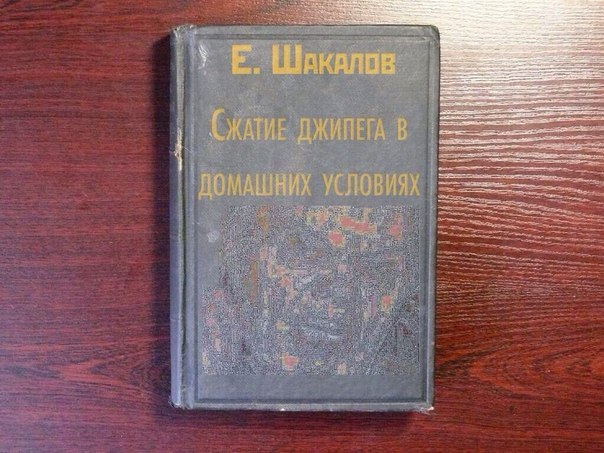 Е. Шакалов
Сжатие джипега в
домашних условиях